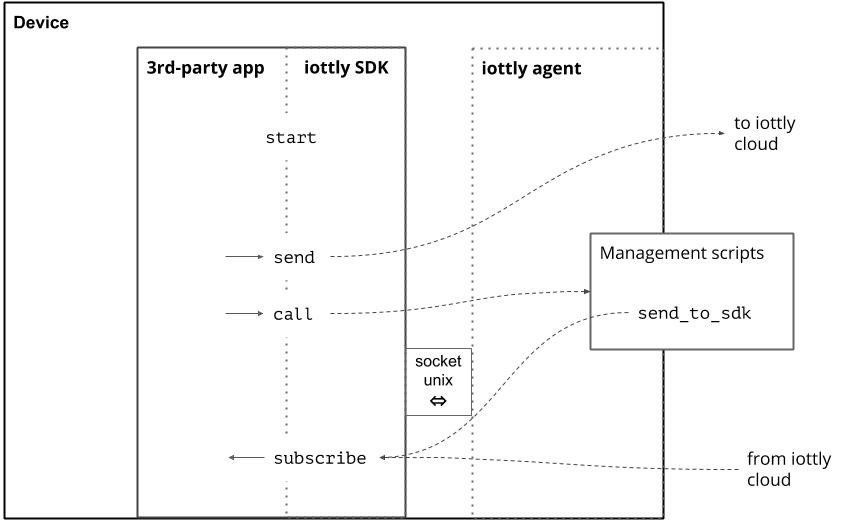 Device
3rd-party app
iottly SDK
iottly agent
start
to iottly
cloud
send
Management scripts
call
send_to_sdk
socket
unix
⇔
subscribe
from iottly
cloud